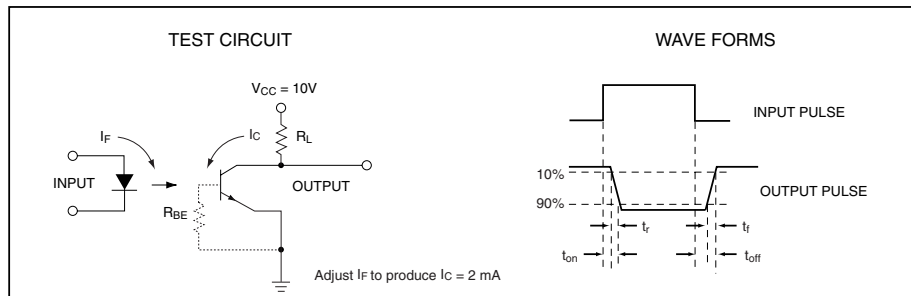 TEST CIRCUIT
WAVE FORMS
VCC = 10V
IF
IC
RL
INPUT
OUTPUT
RBE
Adjust IF to produce IC = 2 mA
INPUT PULSE
10%
90%
OUTPUT PULSE
tr
tf
ton
toff